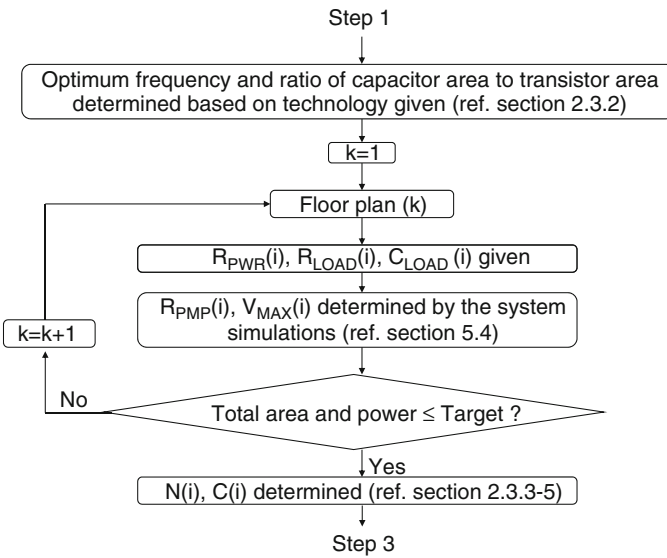 Step 1
Optimum frequency and ratio of capacitor area to transistor area
determined based on technology given (ref. section 2.3.2)
k=1
Floor plan (k)
R_PWR(i), R_LOAD(i), C_LOAD (i) given
R_PMP(i), V_MAX(i) determined by the system
simulations (ref. section 5.4)
k=k+1
No
Total area and power ≤ Target ?
Yes
N(i), C(i) determined (ref. section 2.3.3-5)
Step 3